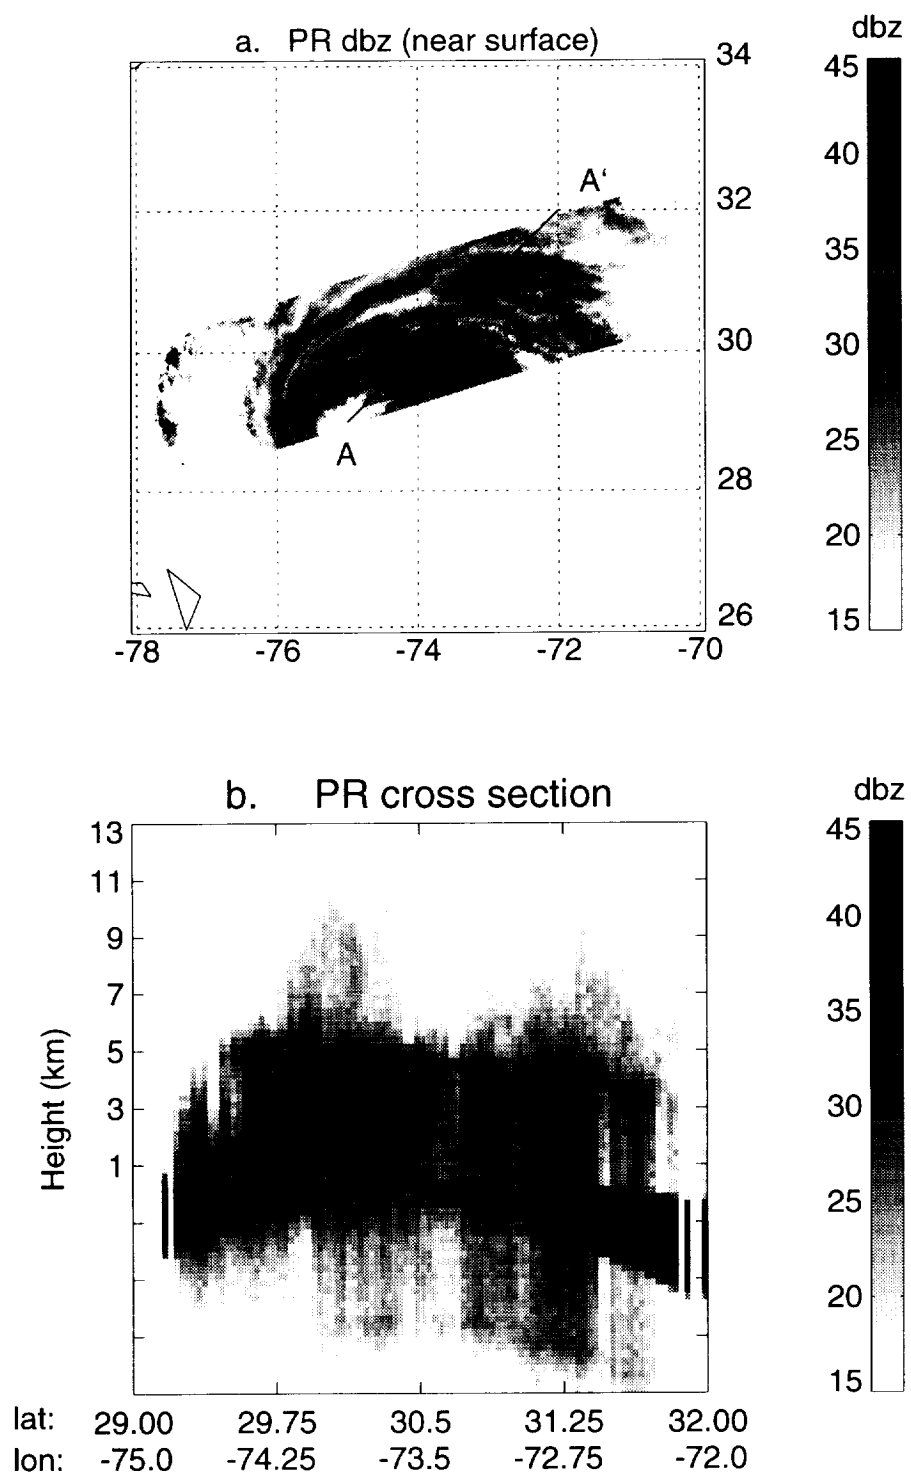 a. PR dbz (near surface)
dbz
34
32
30
28
26
A'
A
-78 -76 -74 -72 -70
45
40
35
30
25
20
15
b. PR cross section
dbz
Height (km)
13
11
9
7
5
3
1
45
40
35
30
25
20
15
lat: 29.00 29.75 30.5 31.25 32.00
lon: -75.0 -74.25 -73.5 -72.75 -72.0